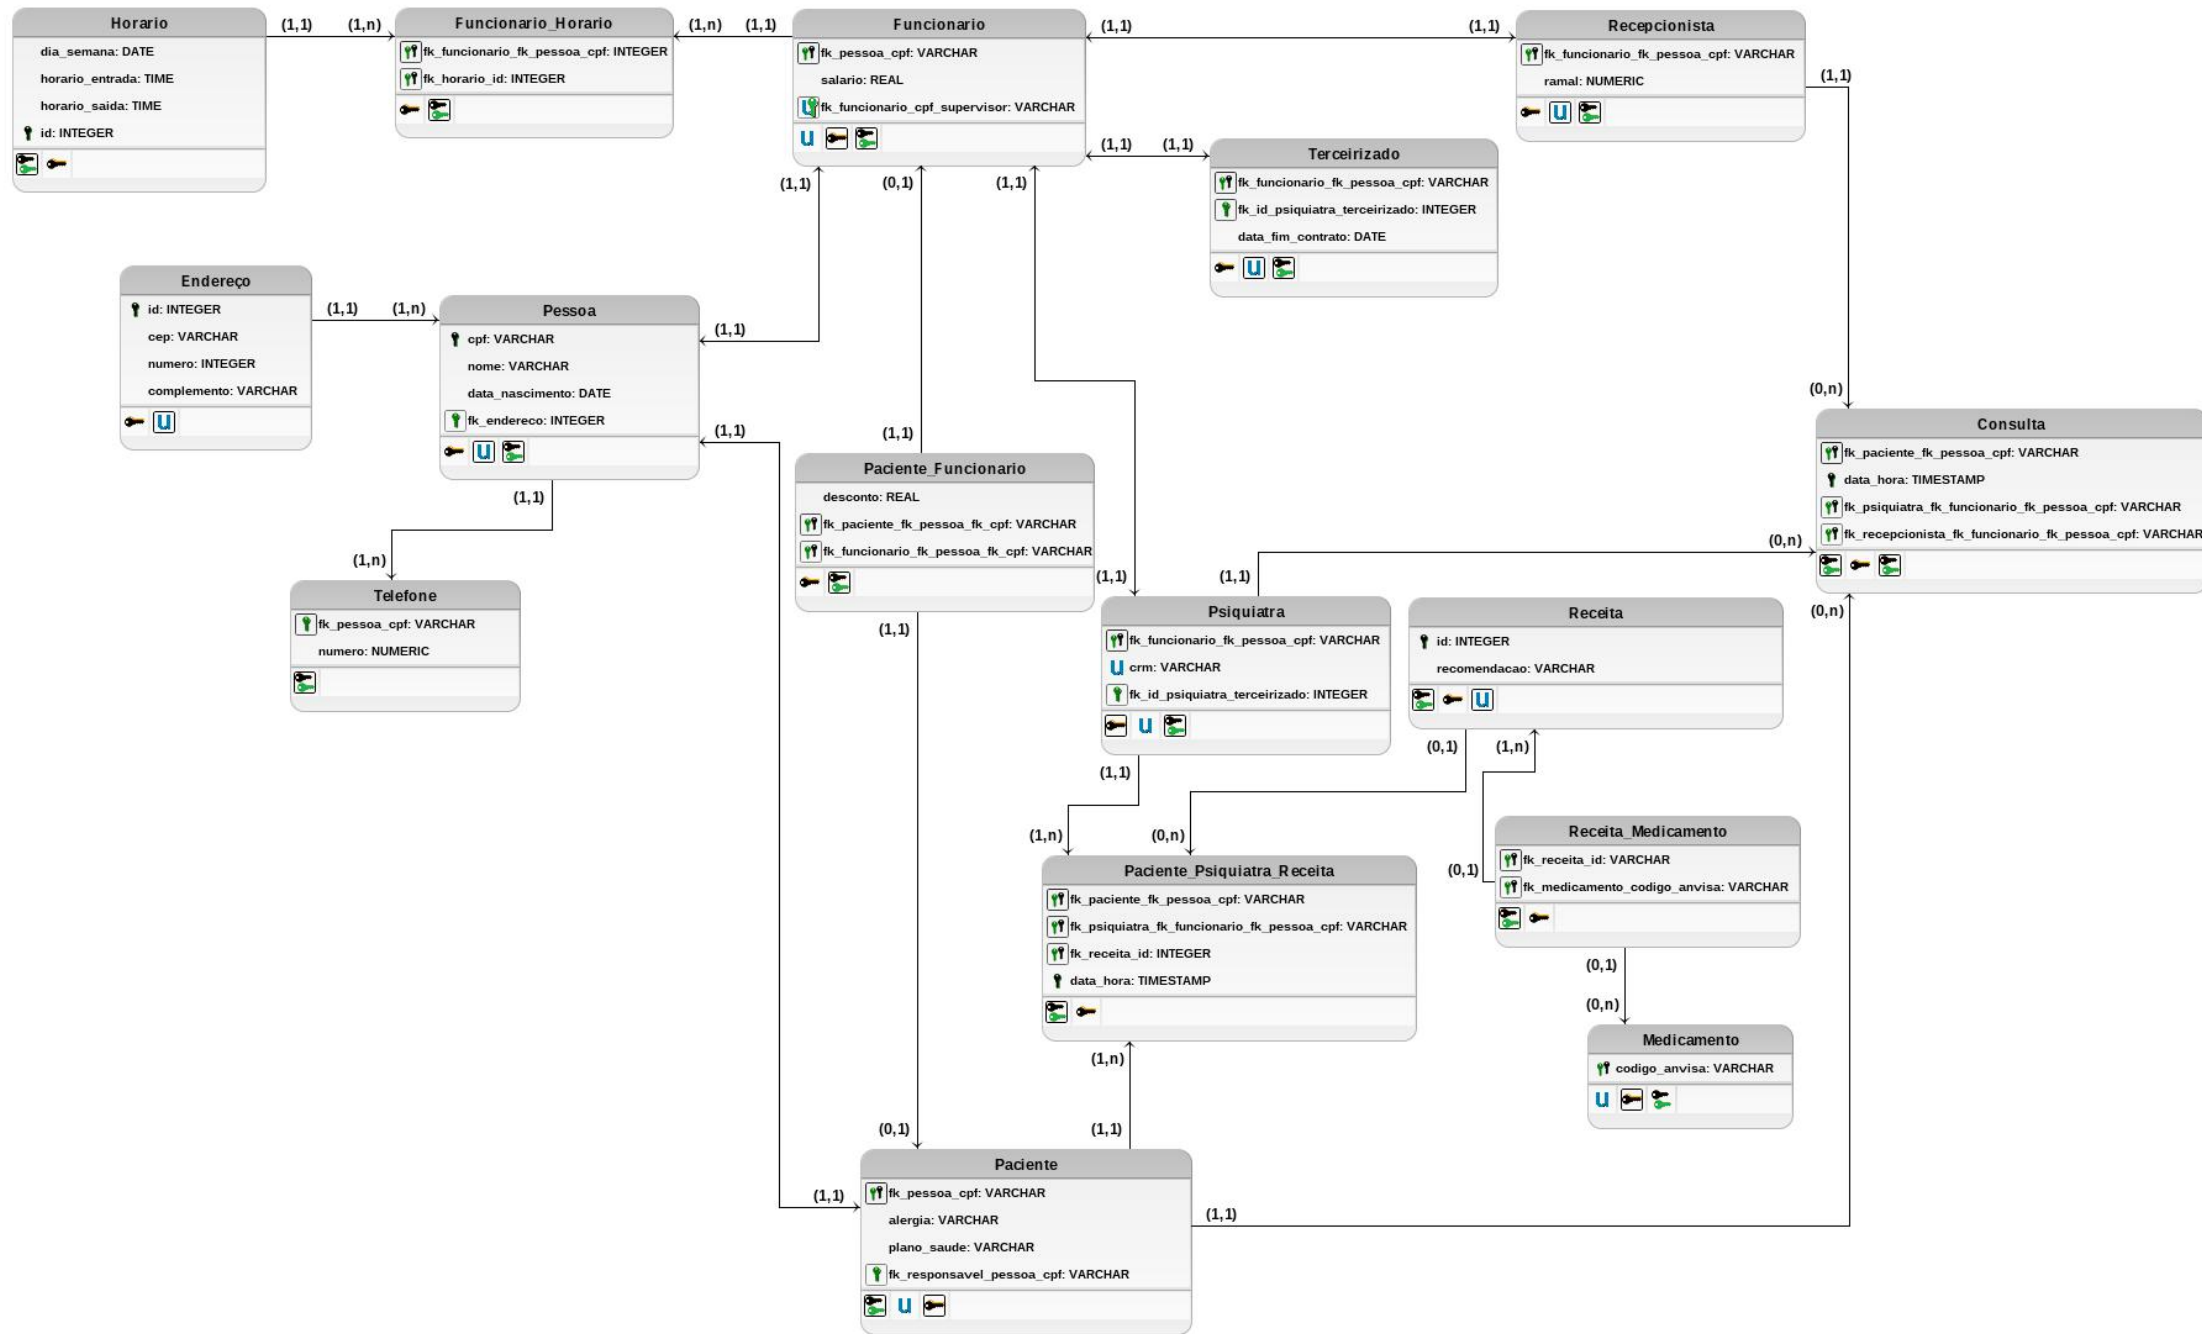 Horario
dia_semana: DATE
horario_entrada: TIME
horario_saida: TIME
id: INTEGER
(1,1)
(1,n)
Funcionario_Horario
fk_funcionario_fk_pessoa_cpf: INTEGER
fk_horario_id: INTEGER
(1,n)
(1,1)
Funcionario
fk_pessoa_cpf: VARCHAR
salario: REAL
fk_funcionario_cpf_supervisor: VARCHAR
u
(1,1)
(1,1)
Recepcionista
fk_funcionario_fk_pessoa_cpf: VARCHAR
ramal: NUMERIC
u
(1,1)
(1,1)
(1,1)
Terceirizado
fk_funcionario_fk_pessoa_cpf: VARCHAR
fk_id_psiquiatra_terceirizado: INTEGER
data_fim_contrato: DATE
u
(1,1)
(0,1)
(1,1)
Endereço
id: INTEGER
cep: VARCHAR
numero: INTEGER
complemento: VARCHAR
u
(1,1)
(1,n)
Pessoa
cpf: VARCHAR
nome: VARCHAR
data_nascimento: DATE
fk_endereco: INTEGER
u
(1,1)
(1,1)
(1,1)
(1,n)
Telefone
fk_pessoa_cpf: VARCHAR
numero: NUMERIC
(1,1)
Paciente_Funcionario
desconto: REAL
fk_paciente_fk_pessoa_fk_cpf: VARCHAR
fk_funcionario_fk_pessoa_fk_cpf: VARCHAR
(1,1)
(0,n)
Consulta
fk_paciente_fk_pessoa_cpf: VARCHAR
data_hora: TIMESTAMP
fk_psiquiatra_fk_funcionario_fk_pessoa_cpf: VARCHAR
fk_recepcionista_fk_funcionario_fk_pessoa_cpf: VARCHAR
(0,n)
(0,n)
(1,1)
(1,1)
Psiquiatra
fk_funcionario_fk_pessoa_cpf: VARCHAR
u crm: VARCHAR
fk_id_psiquiatra_terceirizado: INTEGER
u
(1,1)
(1,n)
Receita
id: INTEGER
recomendacao: VARCHAR
u
(0,1)
(1,n)
(0,n)
Receita_Medicamento
fk_receita_id: VARCHAR
fk_medicamento_codigo_anvisa: VARCHAR
(0,1)
(0,1)
(0,n)
Paciente_Psiquiatra_Receita
fk_paciente_fk_pessoa_cpf: VARCHAR
fk_psiquiatra_fk_funcionario_fk_pessoa_cpf: VARCHAR
fk_receita_id: INTEGER
data_hora: TIMESTAMP
(1,n)
(1,1)
Medicamento
codigo_anvisa: VARCHAR
u
(0,1)
(1,1)
Paciente
fk_pessoa_cpf: VARCHAR
alergia: VARCHAR
plano_saude: VARCHAR
fk_responsavel_pessoa_cpf: VARCHAR
u
(1,1)